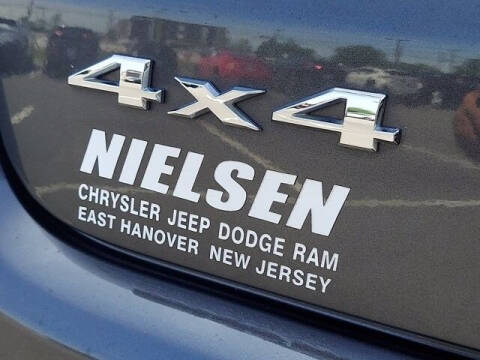 4x4
NIELSEN
CHRYSLER JEEP DODGE RAM
EAST HANOVER NEW JERSEY